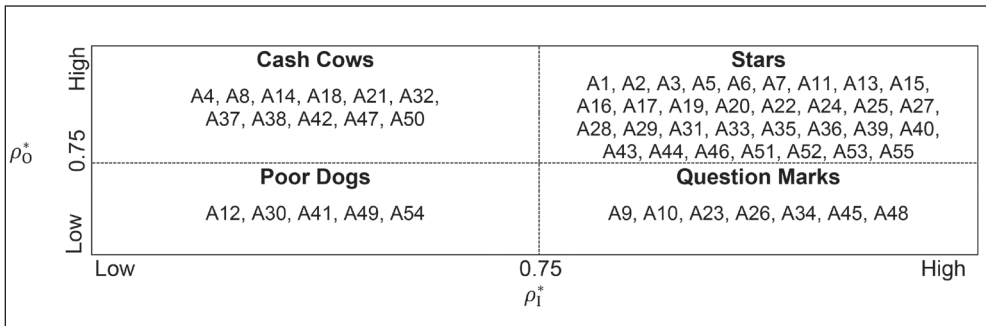 High
0.75
Low
ρ*O
Cash Cows
A4, A8, A14, A18, A21, A32,
A37, A38, A42, A47, A50
Stars
A1, A2, A3, A5, A6, A7, A11, A13, A15,
A16, A17, A19, A20, A22, A24, A25, A27,
A28, A29, A31, A33, A35, A36, A39, A40,
A43, A44, A46, A51, A52, A53, A55
Poor Dogs
A12, A30, A41, A49, A54
Question Marks
A9, A10, A23, A26, A34, A45, A48
Low
0.75
High
ρ*I